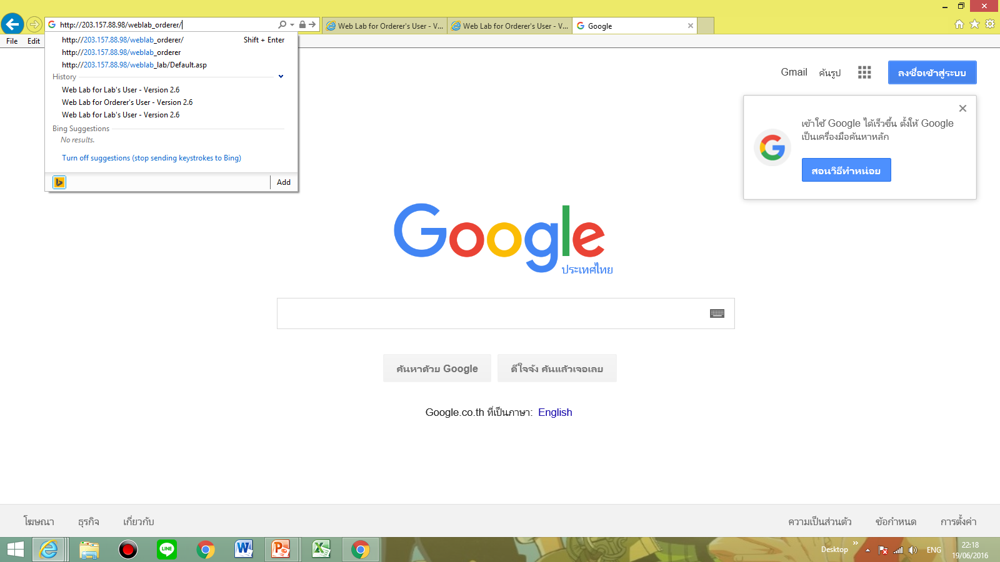 http://203.157.88.98/weblab_orderer/
Web Lab for Orderer's User - V...
Web Lab for Orderer's User - V...
Google
File
Edit
http://203.157.88.98/weblab_orderer/ Shift + Enter
http://203.157.88.98/weblab_orderer
http://203.157.88.98/weblab_lab/Default.asp
History
Web Lab for Lab's User - Version 2.6
Web Lab for Orderer's User - Version 2.6
Web Lab for Lab's User - Version 2.6
Bing Suggestions
No results.
Turn off suggestions (stop sending keystrokes to Bing)
Add
Gmail ค้นรูป ลงชื่อเข้าสู่ระบบ
เข้าใช้ Google ได้เร็วขึ้น ตั้งให้ Google
เป็นเครื่องมือค้นหาหลัก
สอนวิธีทำหน่อย
Google
ประเทศไทย
ค้นหาด้วย Google
ดีใจจัง ค้นแล้วเจอเลย
Google.co.th ที่เป็นภาษา: English
โฆษณา ธุรกิจ เกี่ยวกับ ความเป็นส่วนตัว ข้อกำหนด การตั้งค่า
Desktop ENG 22:18
19/06/2016